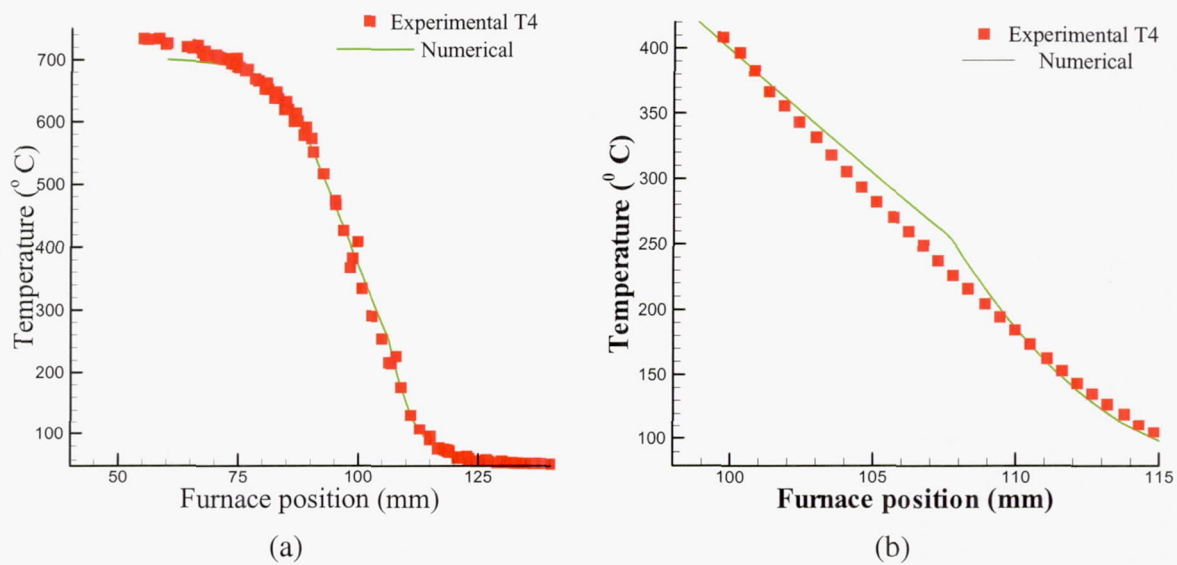 Experimental T4
Numerical
700
600
500
400
300
200
100
50
75
100
125
Temperature (⁰ C)
Furnace position (mm)
(a)
Experimental T4
Numerical
400
350
300
250
200
150
100
100
105
110
115
Temperature (⁰ C)
Furnace position (mm)
(b)